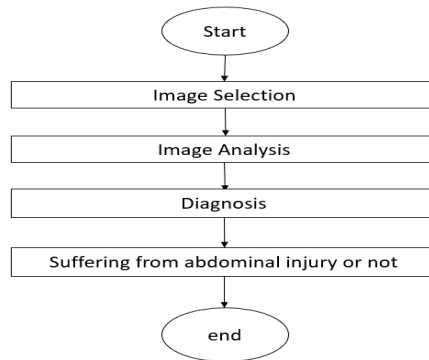 Start
Image Selection
Image Analysis
Diagnosis
Suffering from abdominal injury or not
end